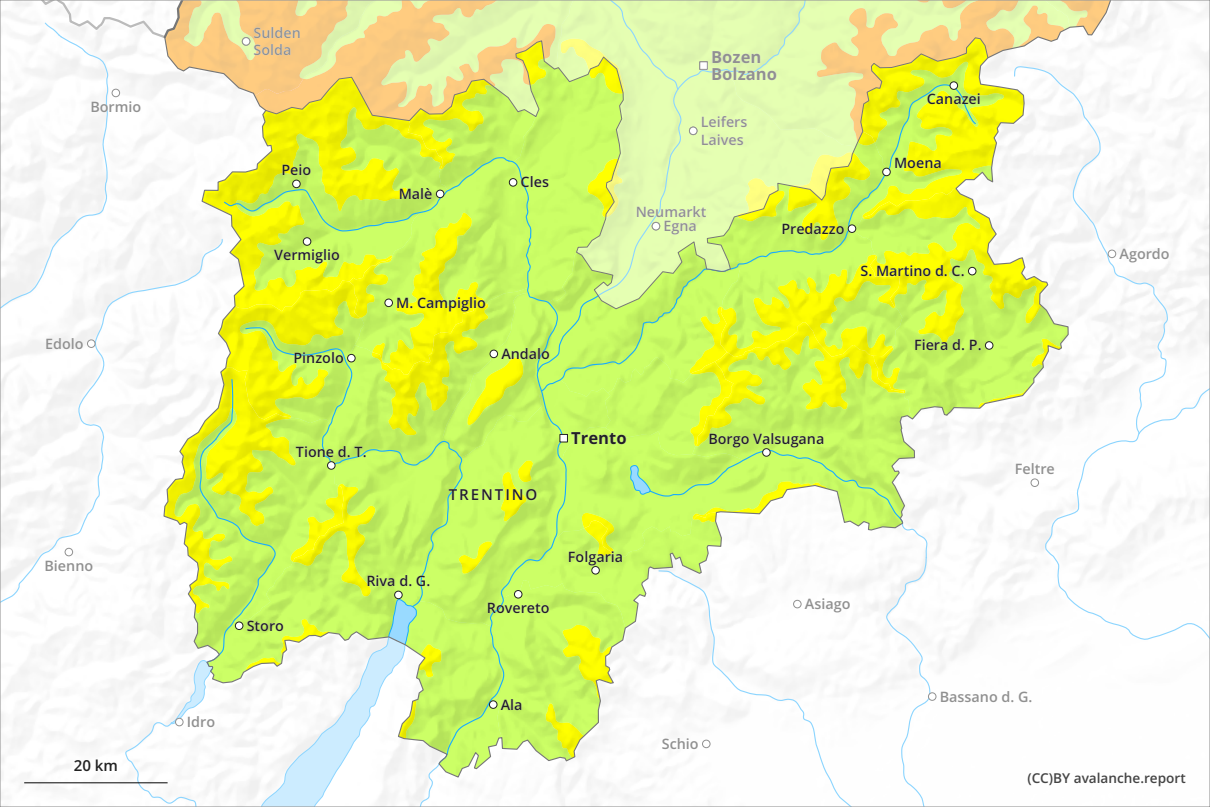 Sulden
Solda
Bozen
Bolzano
Bormio
Canazei
Leifers
Laives
Moena
Peio
Malè
Cles
Neumarkt
Egna
Predazzo
Vermiglio
Agordo
S. Martino d. C.
M. Campiglio
Edolo
Pinzolo
Andalo
Fiera d. P.
Trento
Borgo Valsugana
Tione d. T.
Feltre
TRENTINO
Bienno
Folgaria
Riva d. G.
Rovereto
Asiago
Storo
Bassano d. G.
Ala
Idro
Schio
20 km
(CC)BY avalanche.report